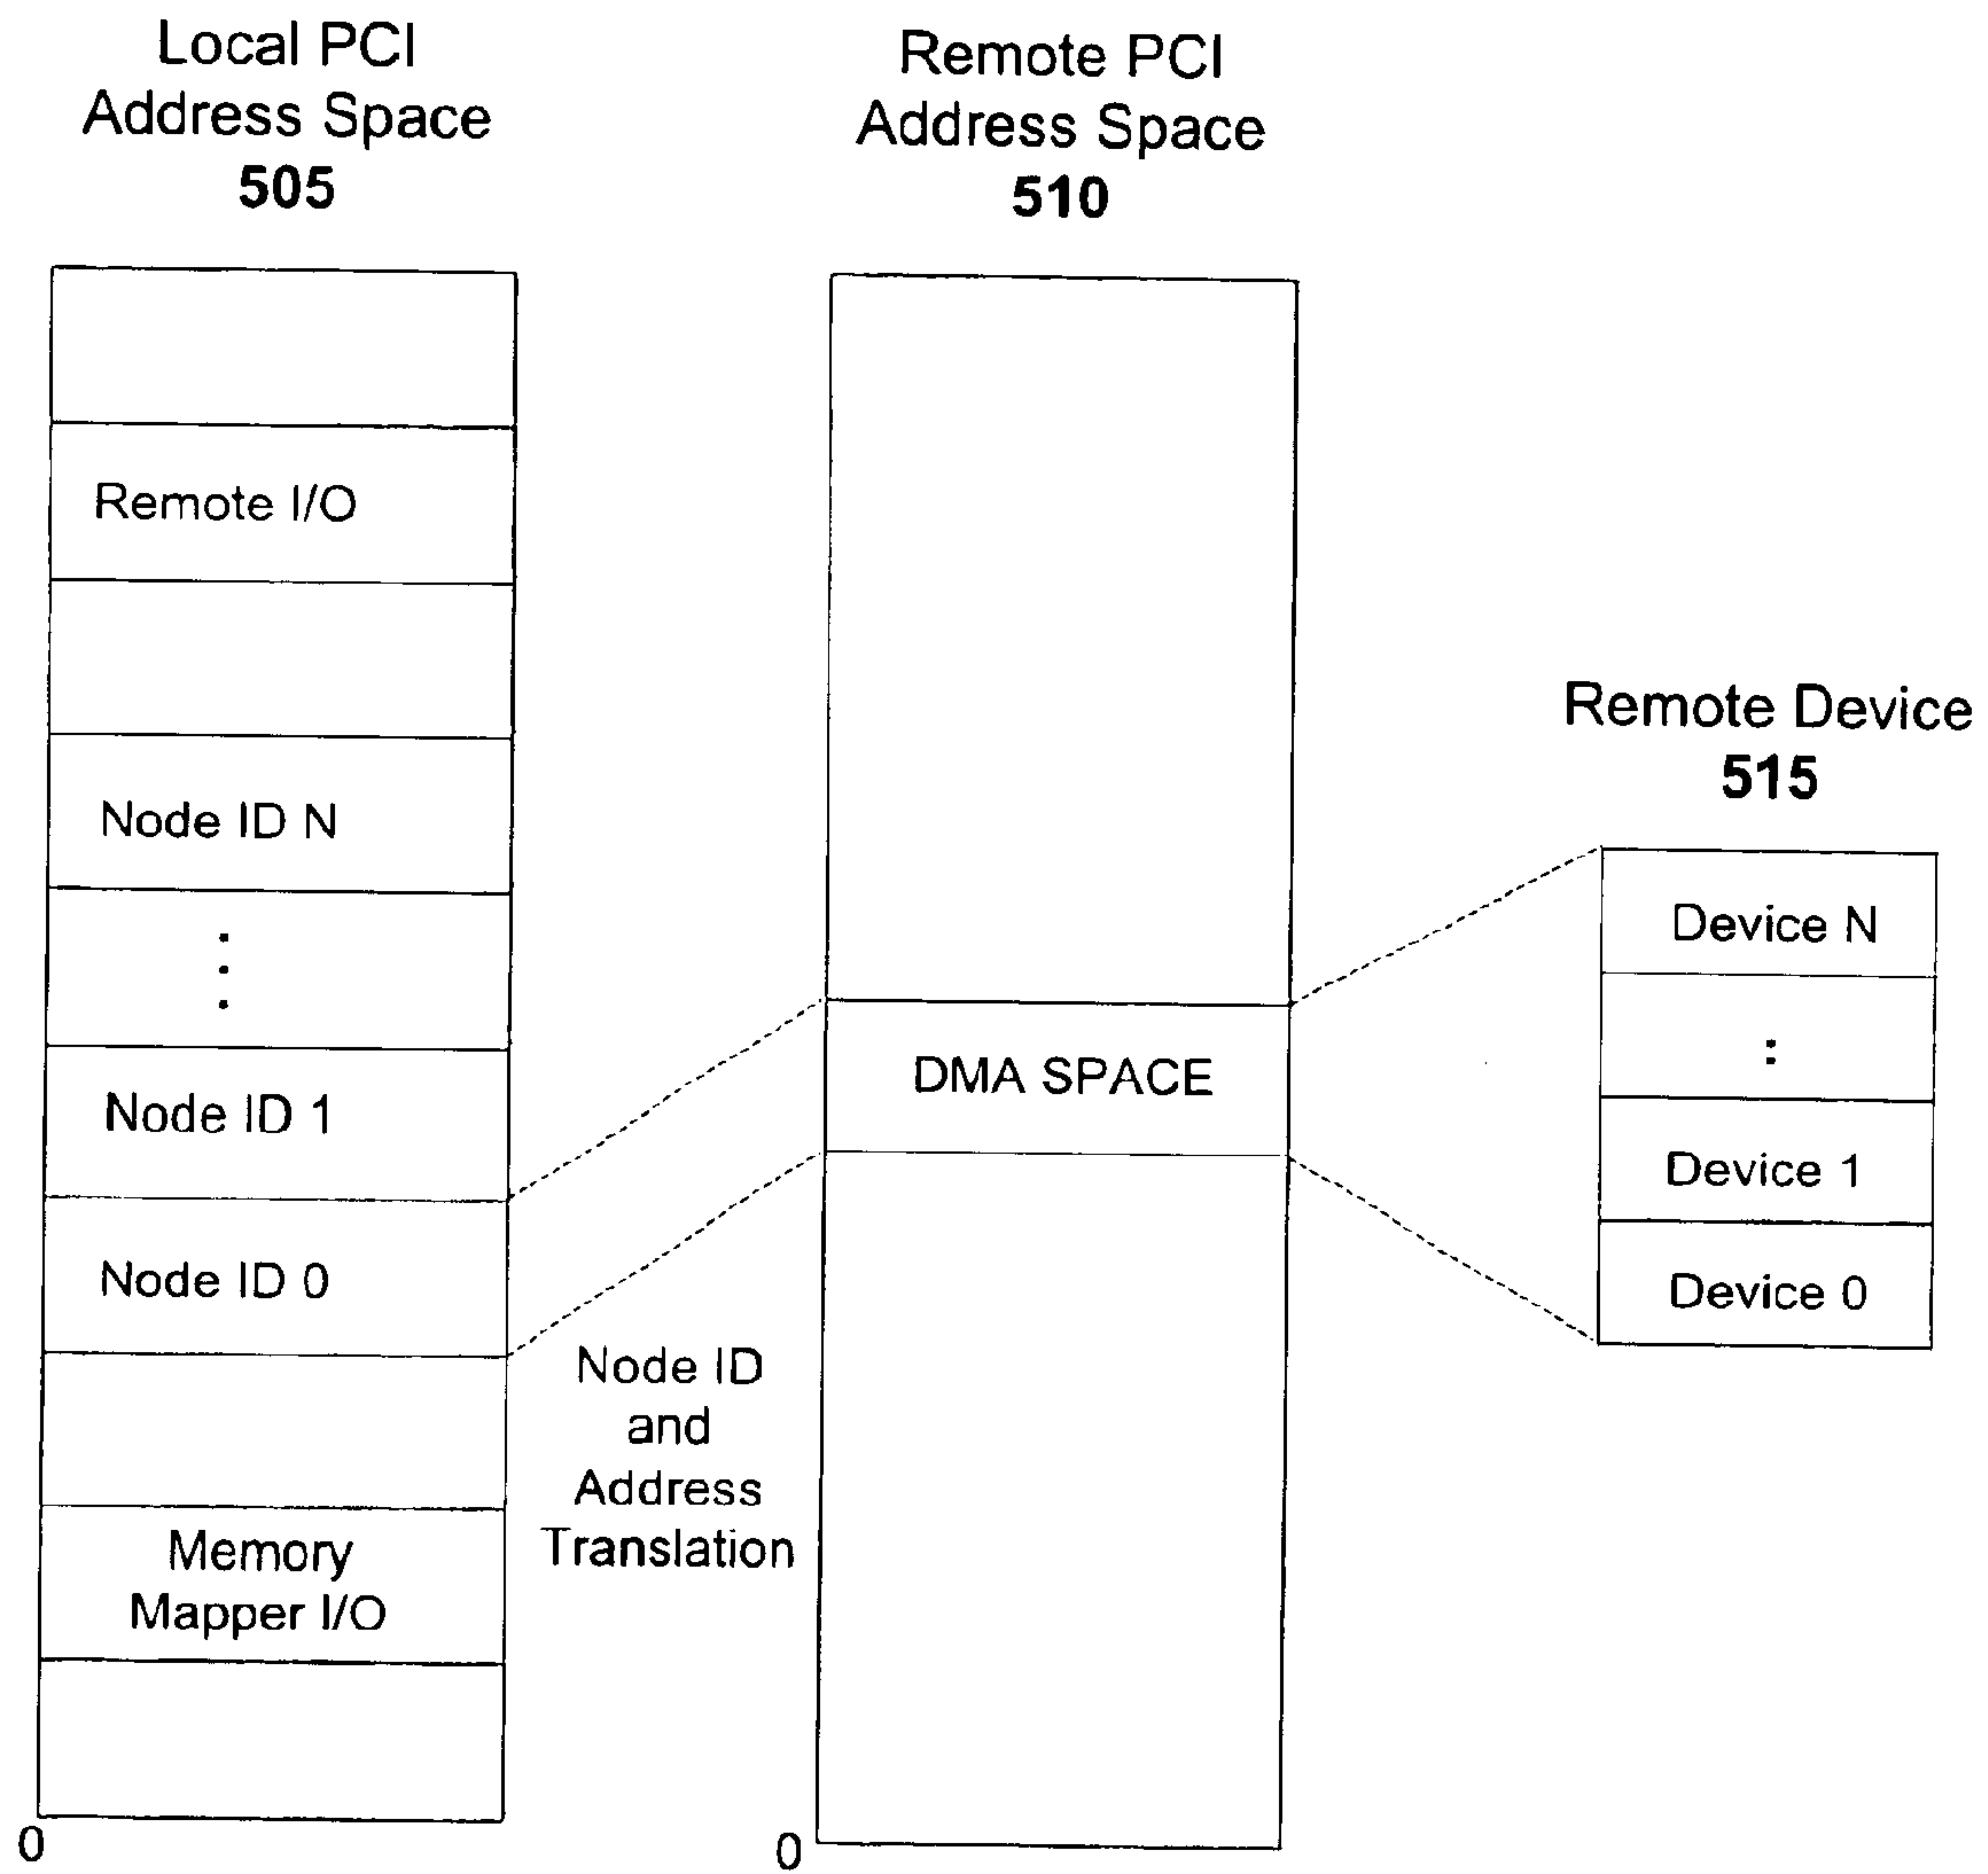 Local PCI
Address Space
505
Remote I/O
Node ID N
:
Node ID 1
Node ID 0
Memory
Mapper I/O
0
Node ID
and
Address
Translation
Remote PCI
Address Space
510
DMA SPACE
0
Remote Device
515
Device N
:
Device 1
Device 0